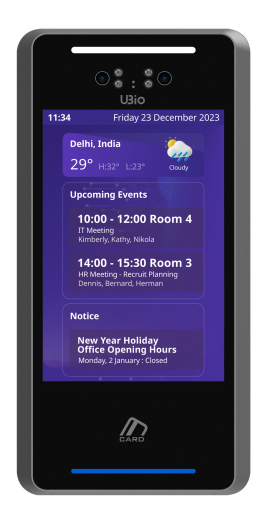 UBio
11:34 Friday 23 December 2023
Delhi, India
29° H:32° L:23°
Cloudy
Upcoming Events
10:00 - 12:00 Room 4
IT Meeting
Kimberly, Kathy, Nikola
14:00 - 15:30 Room 3
HR Meeting - Recruit Planning
Dennis, Bernard, Herman
Notice
New Year Holiday
Office Opening Hours
Monday, 2 January : Closed
CARD